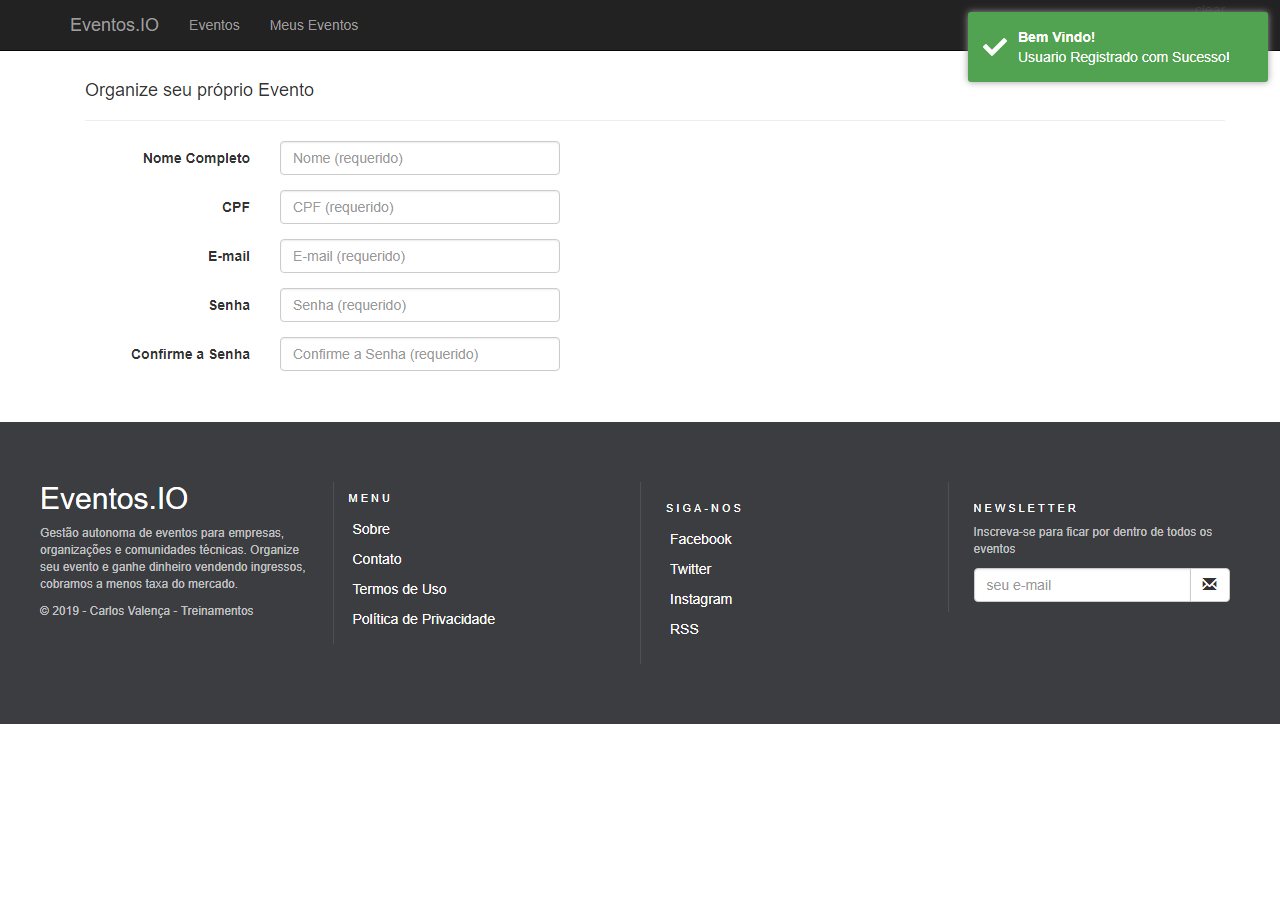 Eventos.IO
Eventos
Meus Eventos
clear
Bem Vindo!
Usuario Registrado com Sucesso!
Organize seu próprio Evento
Nome Completo
Nome (requerido)
CPF
CPF (requerido)
E-mail
E-mail (requerido)
Senha
Senha (requerido)
Confirme a Senha
Confirme a Senha (requerido)
Eventos.IO
Gestão autonoma de eventos para empresas,
organizações e comunidades técnicas. Organize
seu evento e ganhe dinheiro vendendo ingressos,
cobramos a menos taxa do mercado.
© 2019 - Carlos Valença - Treinamentos
MENU
Sobre
Contato
Termos de Uso
Política de Privacidade
SIGA-NOS
Facebook
Twitter
Instagram
RSS
NEWSLETTER
Inscreva-se para ficar por dentro de todos os
eventos
seu e-mail